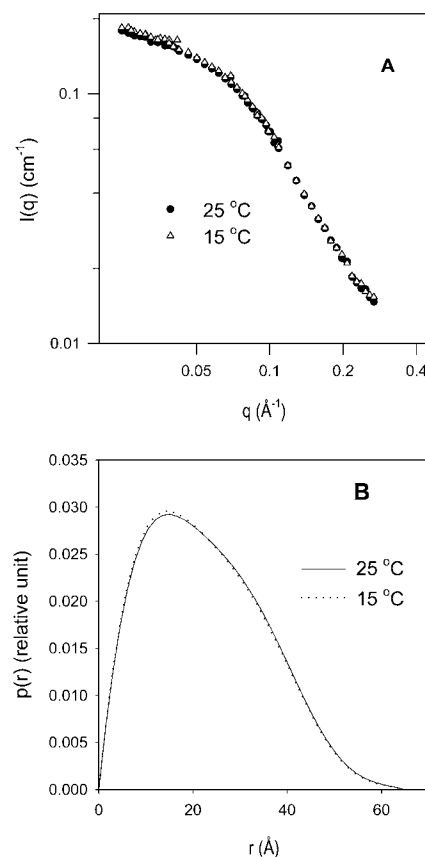 A
0.1
0.01
I(q) (cm⁻¹)
25 °C
15 °C
0.05
0.1
0.2
0.4
q (Å⁻¹)
B
0.035
0.030
0.025
0.020
0.015
0.010
0.005
0.000
p(r) (relative unit)
25 °C
15 °C
0
20
40
60
r (Å)